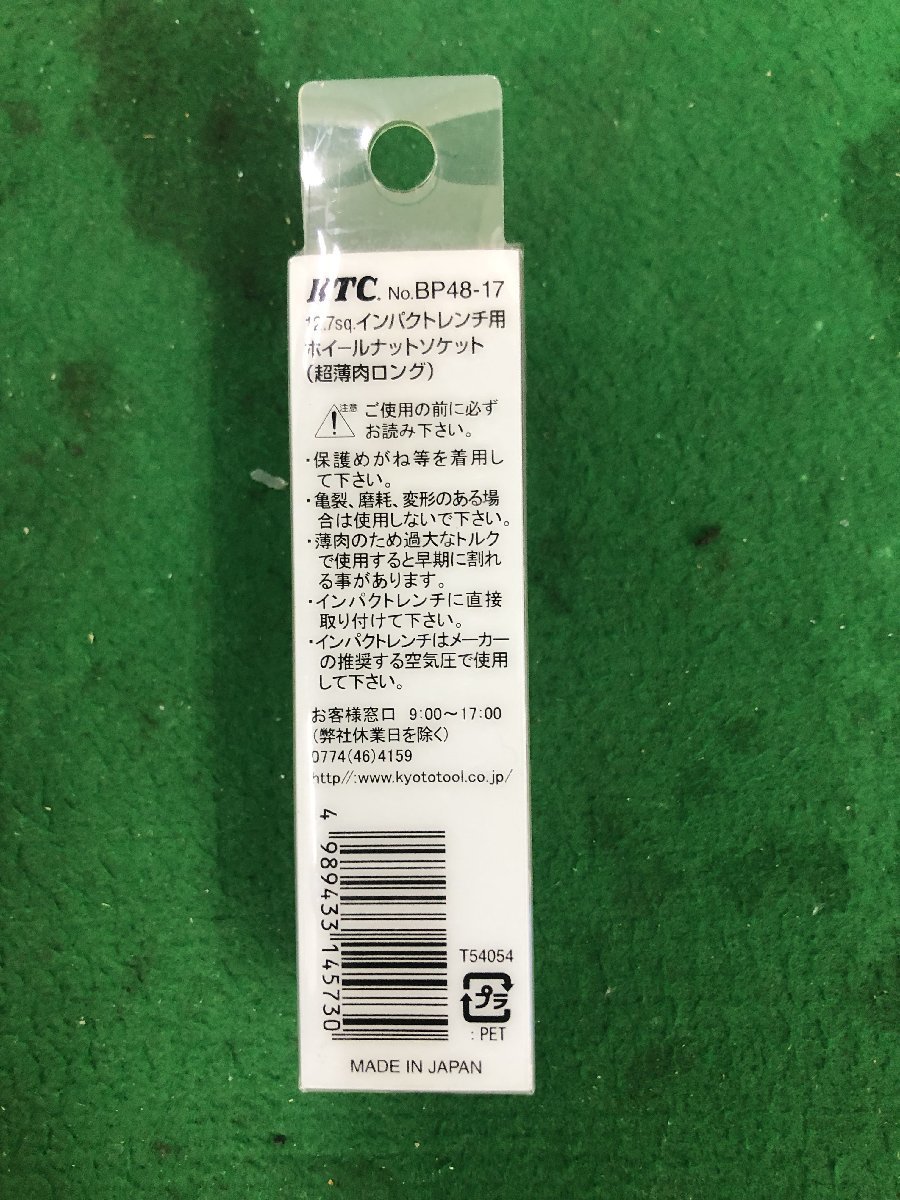 KTC. No.BP48-17
12.7sq.インパクトレンチ用
ホイールナットソケット
(超薄肉ロング)
注意 ご使用の前に必ず
お読み下さい。
・保護めがね等を着用し
て下さい。
・亀裂、磨耗、変形のある場
合は使用しないで下さい。
・薄肉のため過大なトルク
で使用すると早期に割れ
る事があります。
・インパクトレンチに直接
取り付けて下さい。
・インパクトレンチはメーカー
の推奨する空気圧で使用
して下さい。
お客様窓口 9:00〜17:00
(弊社休業日を除く)
0774(46)4159
http//:www.kyototool.co.jp/
4 989433 145730
T54054
プラ
: PET
MADE IN JAPAN